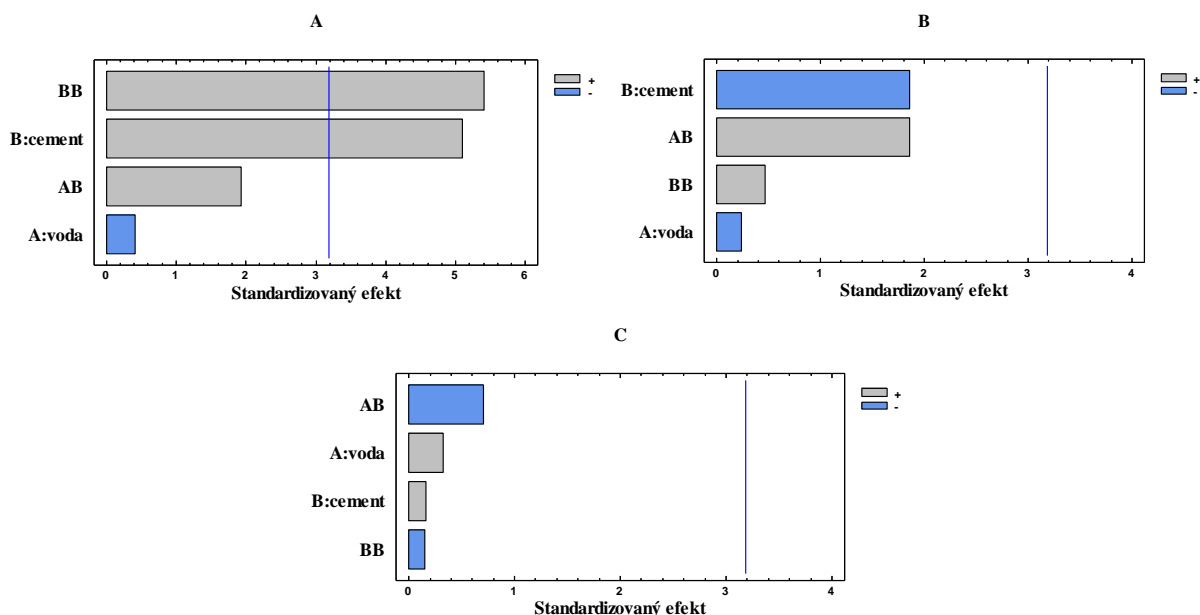 A
BB
B:cement
AB
A:voda
+
-
0 1 2 3 4 5 6
Standardizovaný efekt
B
B:cement
AB
BB
A:voda
+
-
0 1 2 3 4
Standardizovaný efekt
C
AB
A:voda
B:cement
BB
+
-
0 1 2 3 4
Standardizovaný efekt